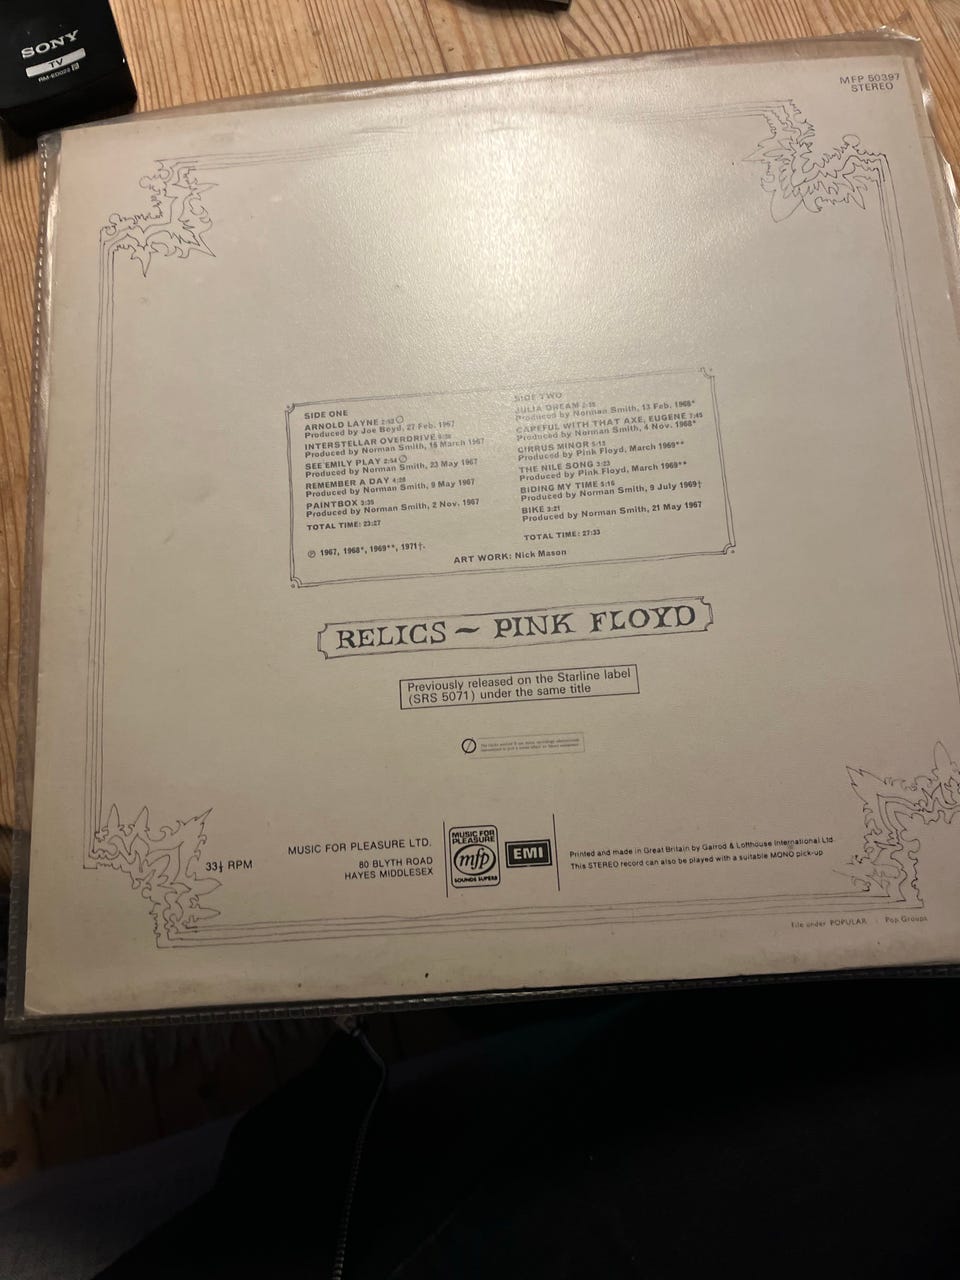 SONY
TV
RM-ED022
MFP 50397
STEREO
SIDE ONE
ARNOLD LAYNE 2:52 ∅
Produced by Joe Boyd, 27 Feb. 1967
INTERSTELLAR OVERDRIVE
Produced by Norman Smith, 16 March 1967
SEE EMILY PLAY 2:54 ∅
Produced by Norman Smith, 23 May 1967
REMEMBER A DAY 4:28
Produced by Norman Smith, 9 May 1967
PAINTBOX 3:35
Produced by Norman Smith, 2 Nov. 1967
TOTAL TIME: 23:27
℗ 1967, 1968*, 1969**, 1971†.
SIDE TWO
JULIA DREAM
Produced by Norman Smith, 13 Feb. 1968*
CAREFUL WITH THAT AXE, EUGENE 7:45
Produced by Norman Smith, 4 Nov. 1968*
CIRRUS MINOR 5:15
Produced by Pink Floyd, March 1969**
THE NILE SONG 3:23
Produced by Pink Floyd, March 1969**
BIDING MY TIME 5:16
Produced by Norman Smith, 9 July 1969†
BIKE 3:21
Produced by Norman Smith, 21 May 1967
TOTAL TIME: 27:33
ART WORK: Nick Mason
RELICS ~ PINK FLOYD
Previously released on the Starline label
(SRS 5071) under the same title
33⅓ RPM
MUSIC FOR PLEASURE LTD.
80 BLYTH ROAD
HAYES MIDDLESEX
MUSIC FOR
PLEASURE
mfp
SOUNDS SUPERB
EMI
Printed and made in Great Britain by Garrod & Lofthouse International Ltd.
This STEREO record can also be played with a suitable MONO pick-up
File under POPULAR : Pop Groups